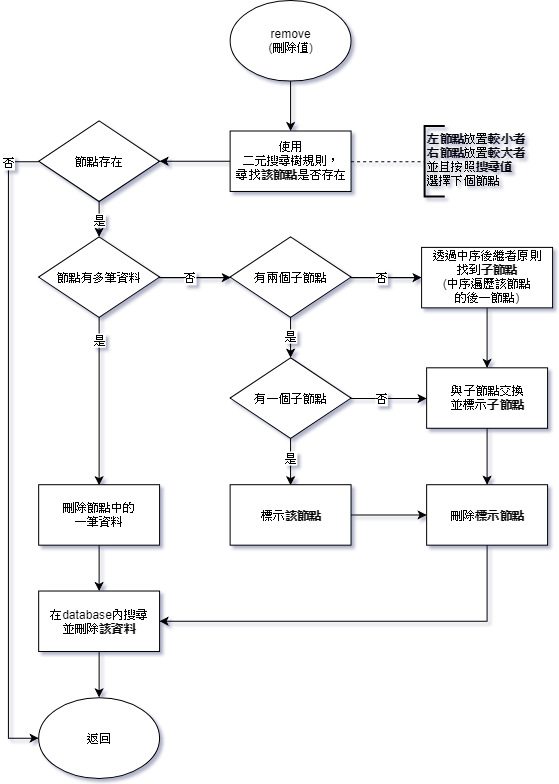 remove
(刪除值)
使用
二元搜尋樹規則，
尋找該節點是否存在
左節點放置較小者
右節點放置較大者
並且按照搜尋值
選擇下個節點
節點存在
否
是
節點有多筆資料
否
有兩個子節點
否
透過中序後繼者原則
找到子節點
(中序遍歷該節點
的後一節點)
是
是
有一個子節點
否
與子節點交換
並標示子節點
是
刪除節點中的
一筆資料
標示該節點
刪除標示節點
在database內搜尋
並刪除該資料
返回